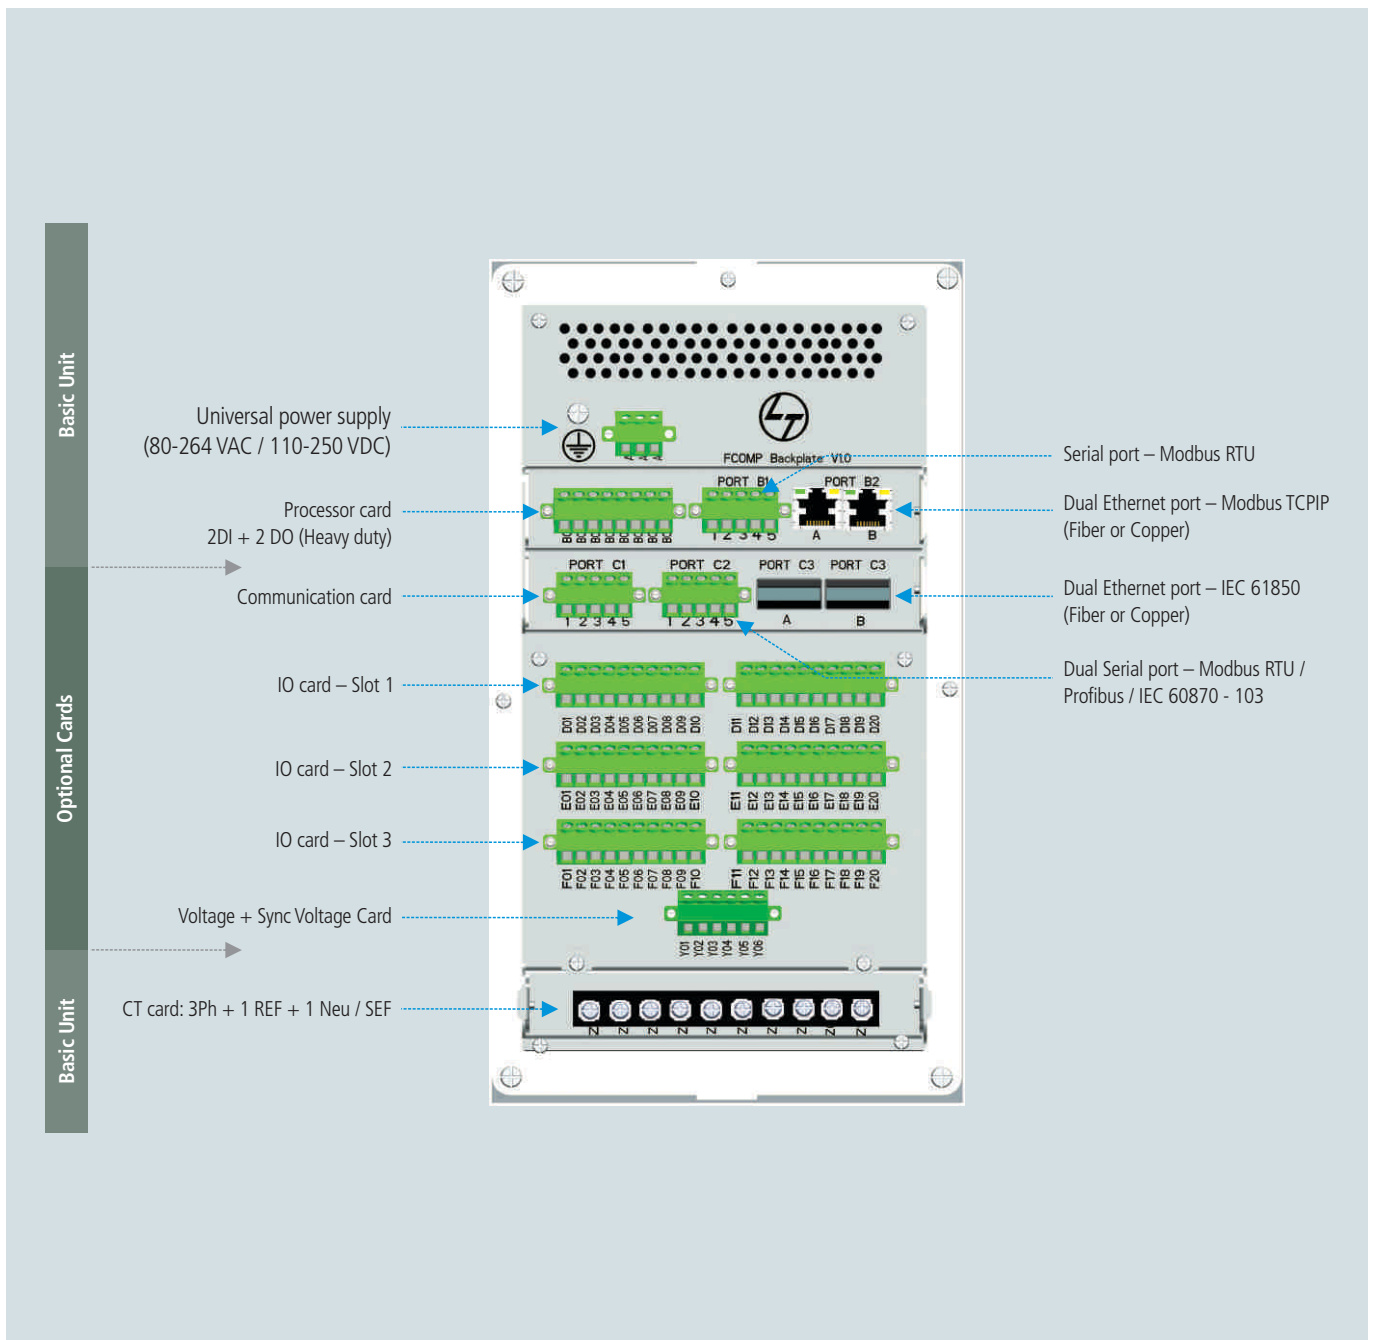 Basic Unit
Universal power supply
(80-264 VAC / 110-250 VDC)
Processor card
2DI + 2 DO (Heavy duty)
Communication card
Optional Cards
IO card – Slot 1
IO card – Slot 2
IO card – Slot 3
Voltage + Sync Voltage Card
Basic Unit
CT card: 3Ph + 1 REF + 1 Neu / SEF
LT
FCOMP Backplate V1.0
PORT B1
PORT B2
1 2 3 4 5
A
B
PORT C1
PORT C2
PORT C3
PORT C3
1 2 3 4 5
1 2 3 4 5
A
B
D01 D02 D03 D04 D05 D06 D07 D08 D09 D10
D11 D12 D13 D14 D15 D16 D17 D18 D19 D20
E01 E02 E03 E04 E05 E06 E07 E08 E09 E10
E11 E12 E13 E14 E15 E16 E17 E18 E19 E20
F01 F02 F03 F04 F05 F06 F07 F08 F09 F10
F11 F12 F13 F14 F15 F16 F17 F18 F19 F20
Y01 Y02 Y03 Y04 Y05 Y06
Serial port – Modbus RTU
Dual Ethernet port – Modbus TCPIP
(Fiber or Copper)
Dual Ethernet port – IEC 61850
(Fiber or Copper)
Dual Serial port – Modbus RTU /
Profibus / IEC 60870 - 103